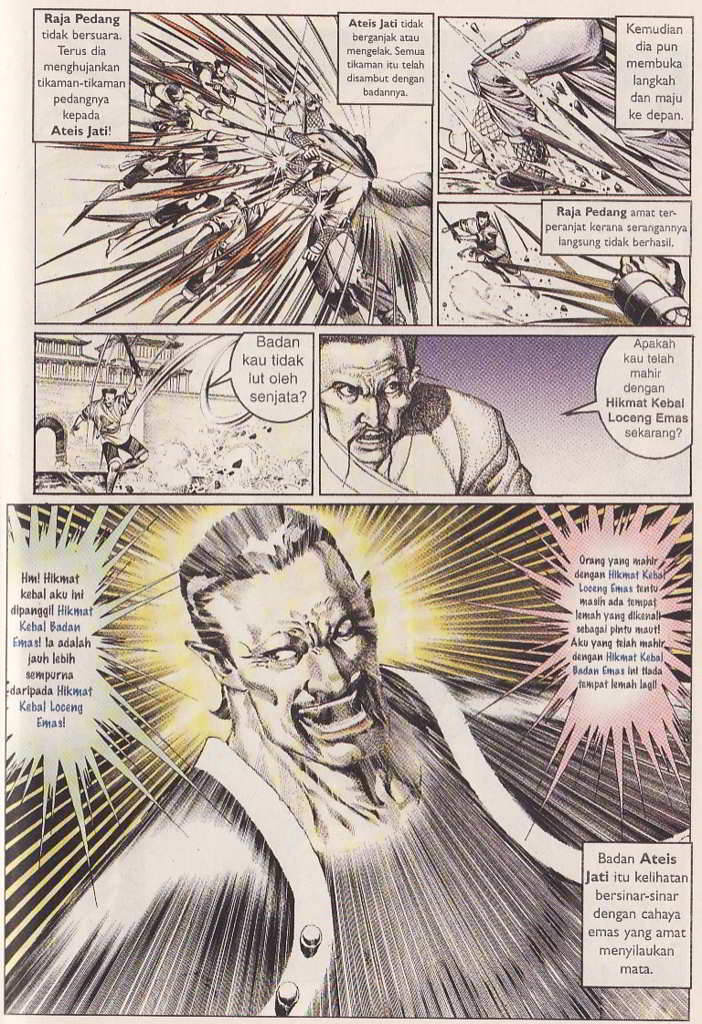 Raja Pedang
tidak bersuara.
Terus dia
menghujankan
tikaman-tikaman
pedangnya
kepada
Ateis Jati!
Ateis Jati tidak
berganjak atau
mengelak. Semua
tikaman itu telah
disambut dengan
badannya.
Kemudian
dia pun
membuka
langkah
dan maju
ke depan.
Raja Pedang amat ter-
peranjat kerana serangannya
langsung tidak berhasil.
Badan
kau tidak
lut oleh
senjata?
Apakah
kau telah
mahir
dengan
Hikmat Kebal
Loceng Emas
sekarang?
Hm! Hikmat
kebal aku ini
dipanggil Hikmat
Kebal Badan
Emas! Ia adalah
jauh lebih
sempurna
daripada Hikmat
Kebal Loceng
Emas!
Orang yang mahir
dengan Hikmat Kebal
Loceng Emas tentu
masih ada tempat
lemah yang dikenali
sebagai pintu maut!
Aku yang telah mahir
dengan Hikmat Kebal
Badan Emas ini tiada
tempat lemah lagi!
Badan Ateis
Jati itu kelihatan
bersinar-sinar
dengan cahaya
emas yang amat
menyilaukan
mata.